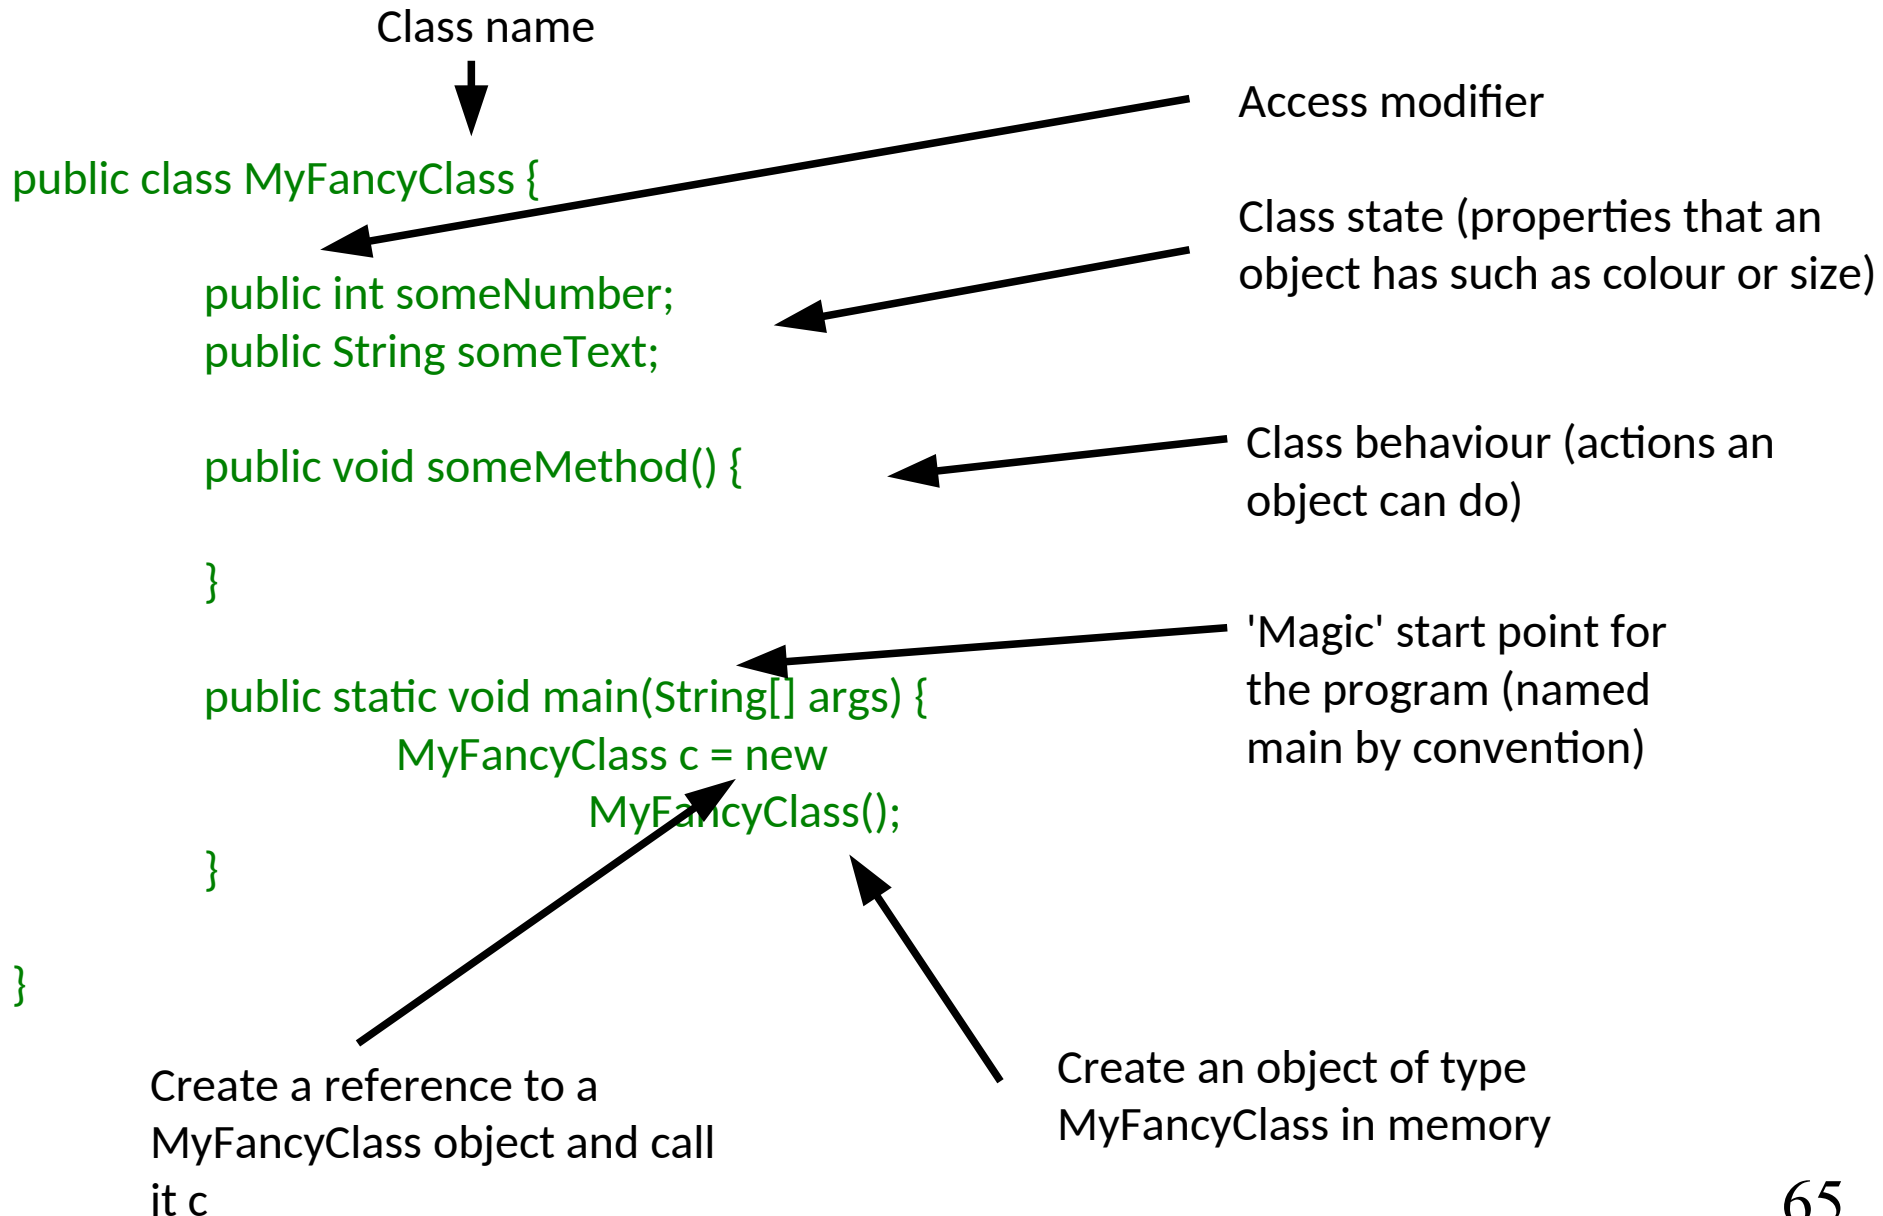 Class name
Access modifier
public class MyFancyClass {
Class state (properties that an
object has such as colour or size)
public int someNumber;
public String someText;
Class behaviour (actions an
object can do)
public void someMethod() {
}
'Magic' start point for
the program (named
main by convention)
public static void main(String[] args) {
MyFancyClass c = new
MyFancyClass();
}
}
Create a reference to a
MyFancyClass object and call
it c
Create an object of type
MyFancyClass in memory
65